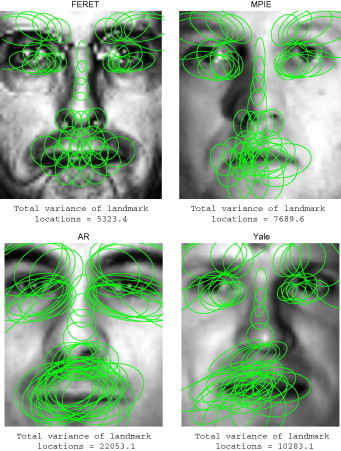 FERET
MPIE
Total variance of landmark
locations = 5323.4
Total variance of landmark
locations = 7689.6
AR
Yale
Total variance of landmark
locations = 22053.1
Total variance of landmark
locations = 10283.1